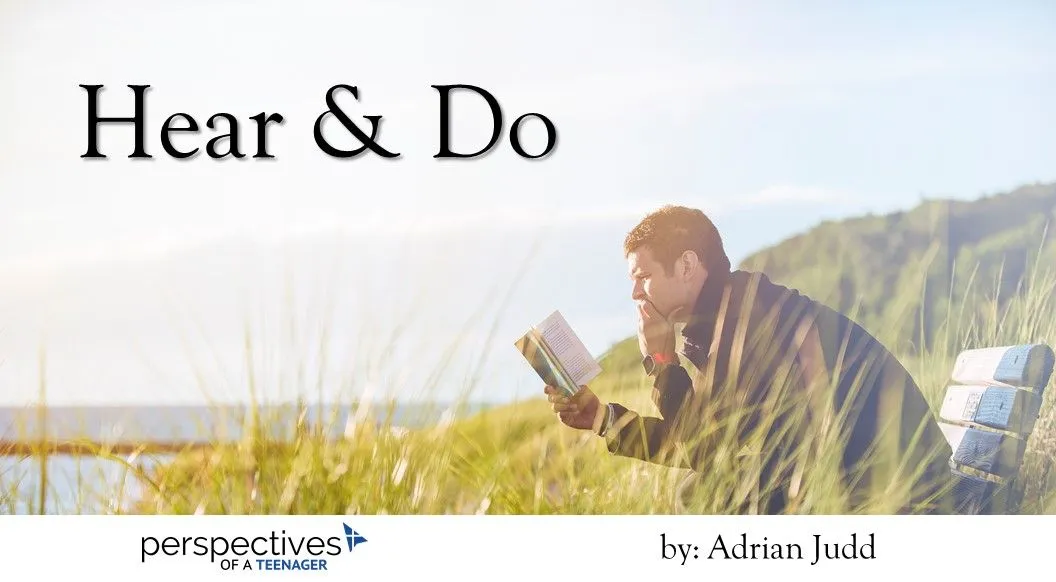 Hear & Do
perspectives
OF A TEENAGER
by: Adrian Judd